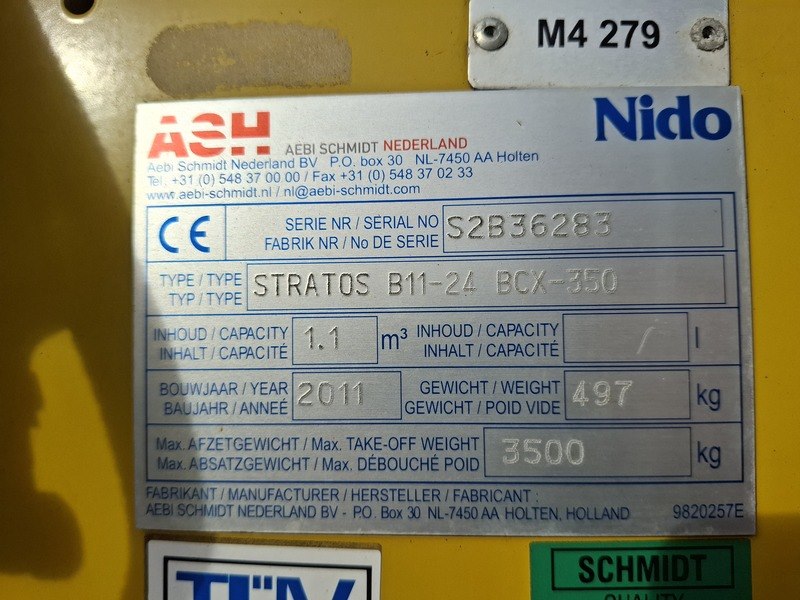 M4 279
ASH AEBI SCHMIDT NEDERLAND
Nido
Aebi Schmidt Nederland BV P.O. box 30 NL-7450 AA Holten
Tel. +31 (0) 548 37 00 00 / Fax +31 (0) 548 37 02 33
www.aebi-schmidt.nl / nl@aebi-schmidt.com
CE
SERIE NR / SERIAL NO
FABRIK NR / No DE SERIE
S2B36283
TYPE / TYPE
TYP / TYPE
STRATOS B11-24 BCX-350
INHOUD / CAPACITY
INHALT / CAPACITÉ
1.1 m³
INHOUD / CAPACITY
INHALT / CAPACITÉ
/ l
BOUWJAAR / YEAR
BAUJAHR / ANNEÉ
2011
GEWICHT / WEIGHT
GEWICHT / POID VIDE
497 kg
Max. AFZETGEWICHT / Max. TAKE-OFF WEIGHT
Max. ABSATZGEWICHT / Max. DÉBOUCHÉ POID
3500 kg
FABRIKANT / MANUFACTURER / HERSTELLER / FABRICANT :
AEBI SCHMIDT NEDERLAND BV - P.O. Box 30 NL-7450 AA HOLTEN, HOLLAND 9820257E
TÜV
SCHMIDT
QUALITY